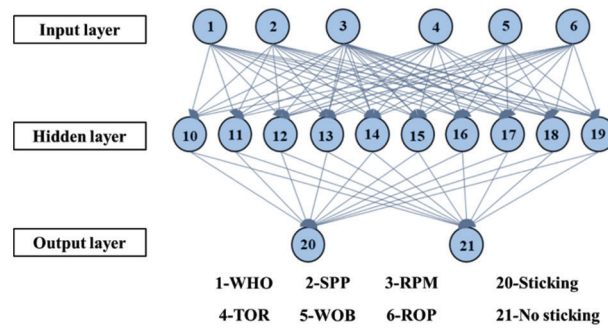 Input layer
1 2 3 4 5 6
Hidden layer
10 11 12 13 14 15 16 17 18 19
Output layer
20 21
1-WHO 2-SPP 3-RPM 20-Sticking
4-TOR 5-WOB 6-ROP 21-No sticking